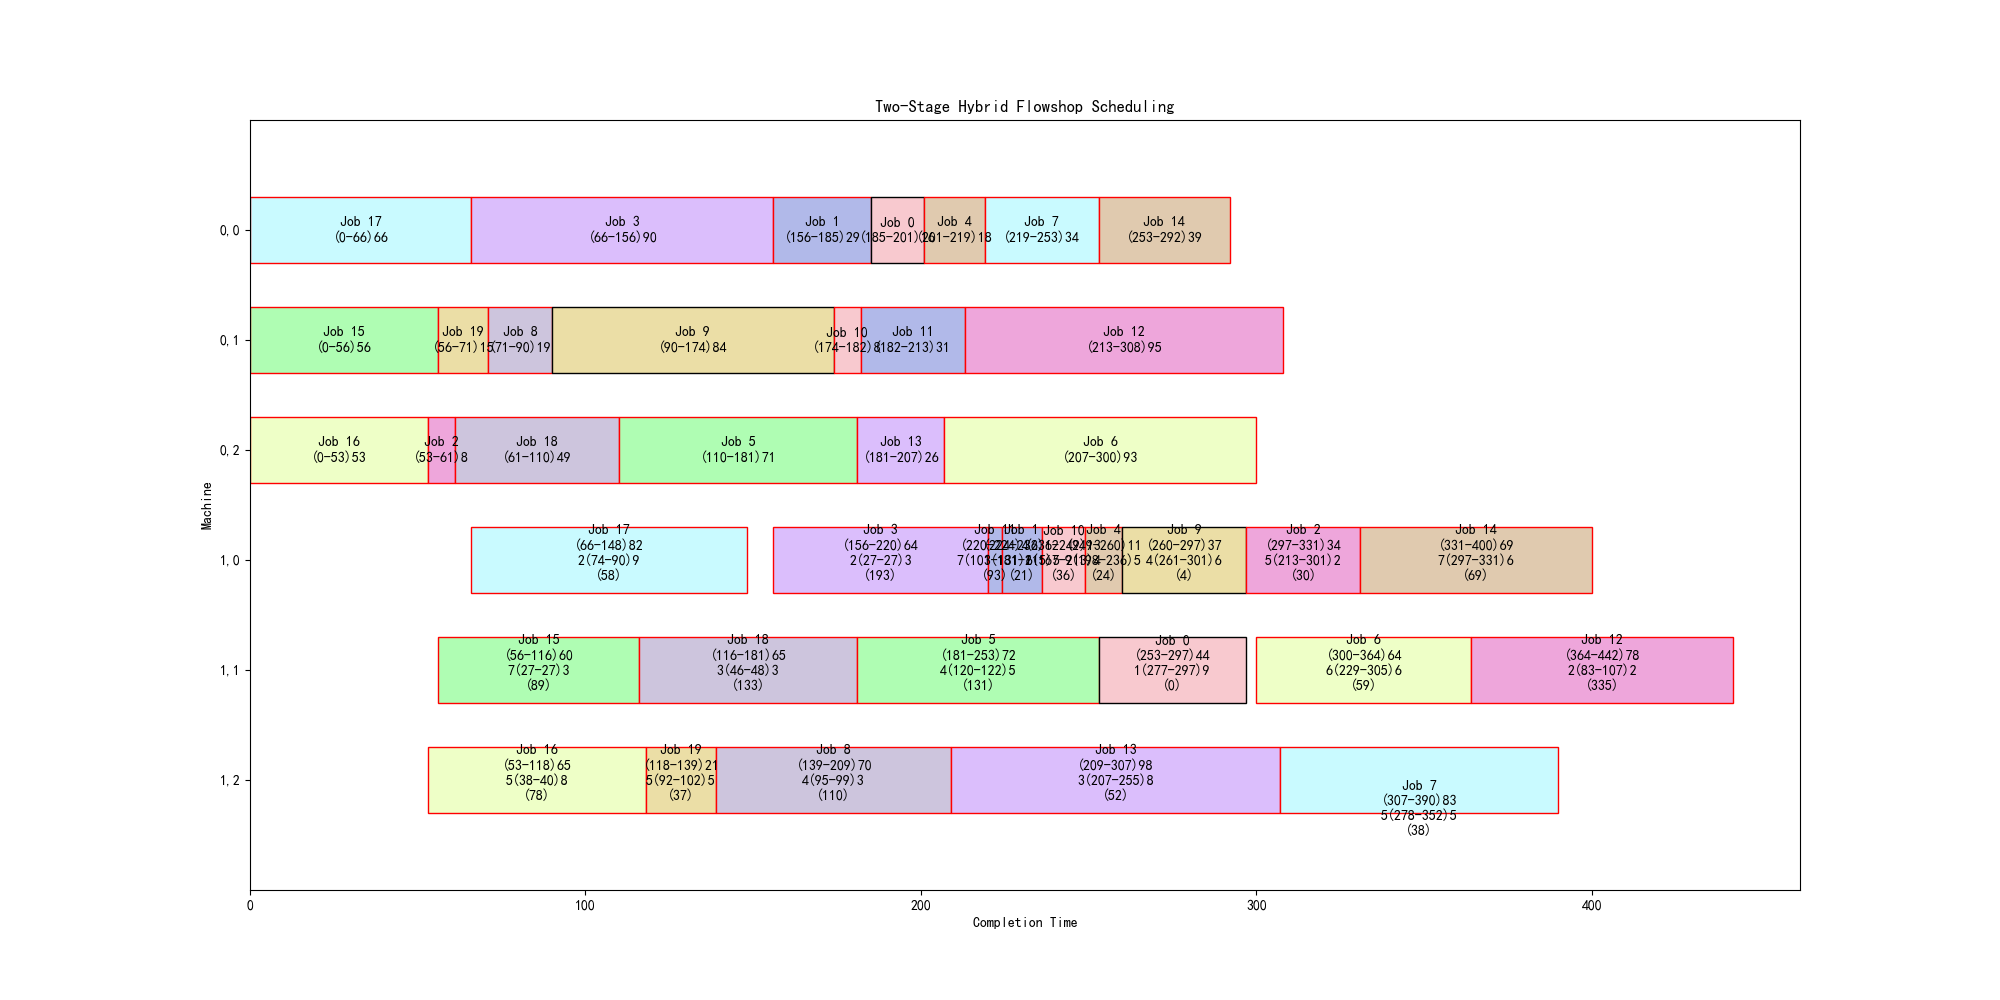 Two-Stage Hybrid Flowshop Scheduling
Machine
0,0
Job 17
(0-66)66
Job 3
(66-156)90
Job 1
(156-185)29
Job 0
(185-201)16
Job 4
(201-219)18
Job 7
(219-253)34
Job 14
(253-292)39
0,1
Job 15
(0-56)56
Job 19
(56-71)15
Job 8
(71-90)19
Job 9
(90-174)84
Job 10
(174-182)8
Job 11
(182-213)31
Job 12
(213-308)95
0,2
Job 16
(0-53)53
Job 2
(53-61)8
Job 18
(61-110)49
Job 5
(110-181)71
Job 13
(181-207)26
Job 6
(207-300)93
1,0
Job 17
(66-148)82
2(74-90)9
(58)
Job 3
(156-220)64
2(27-27)3
(193)
Job 11
(93)
Job 1
(21)
Job 10
(36)
Job 4
(249-260)11
(24)
Job 9
(260-297)37
4(261-301)6
(4)
Job 2
(297-331)34
5(213-301)2
(30)
Job 14
(331-400)69
7(297-331)6
(69)
1,1
Job 15
(56-116)60
7(27-27)3
(89)
Job 18
(116-181)65
3(46-48)3
(133)
Job 5
(181-253)72
4(120-122)5
(131)
Job 0
(253-297)44
1(277-297)9
(0)
Job 6
(300-364)64
6(229-305)6
(59)
Job 12
(364-442)78
2(83-107)2
(335)
1,2
Job 16
(53-118)65
5(38-40)8
(78)
Job 19
(118-139)21
5(92-102)5
(37)
Job 8
(139-209)70
4(95-99)3
(110)
Job 13
(209-307)98
3(207-255)8
(52)
Job 7
(307-390)83
5(278-352)5
(38)
0
100
200
300
400
Completion Time